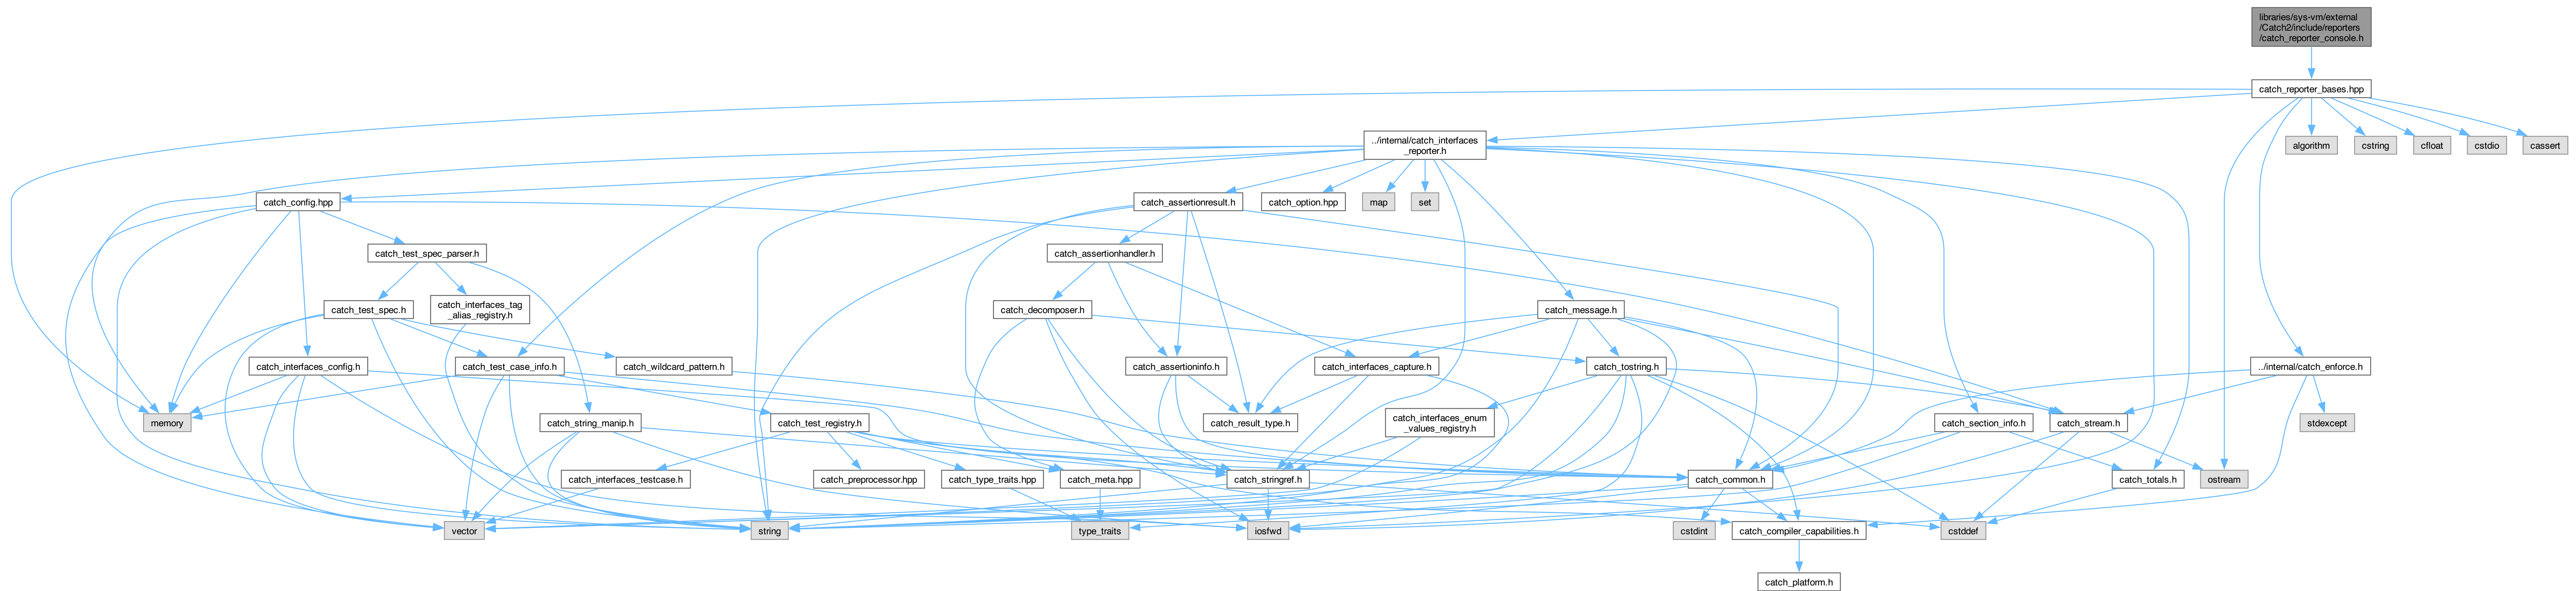 libraries/sys-vm/external
/Catch2/include/reporters
/catch_reporter_console.h
catch_reporter_bases.hpp
../internal/catch_interfaces
_reporter.h
algorithm
cstring
cfloat
cstdio
cassert
catch_config.hpp
catch_assertionresult.h
catch_option.hpp
map
set
catch_test_spec_parser.h
catch_assertionhandler.h
catch_test_spec.h
catch_interfaces_tag
_alias_registry.h
catch_decomposer.h
catch_message.h
catch_interfaces_config.h
catch_test_case_info.h
catch_wildcard_pattern.h
catch_assertioninfo.h
catch_interfaces_capture.h
catch_tostring.h
../internal/catch_enforce.h
memory
catch_string_manip.h
catch_test_registry.h
catch_result_type.h
catch_interfaces_enum
_values_registry.h
catch_section_info.h
catch_stream.h
stdexcept
catch_interfaces_testcase.h
catch_preprocessor.hpp
catch_type_traits.hpp
catch_meta.hpp
catch_stringref.h
catch_common.h
catch_totals.h
ostream
vector
string
type_traits
iosfwd
cstdint
catch_compiler_capabilities.h
cstddef
catch_platform.h